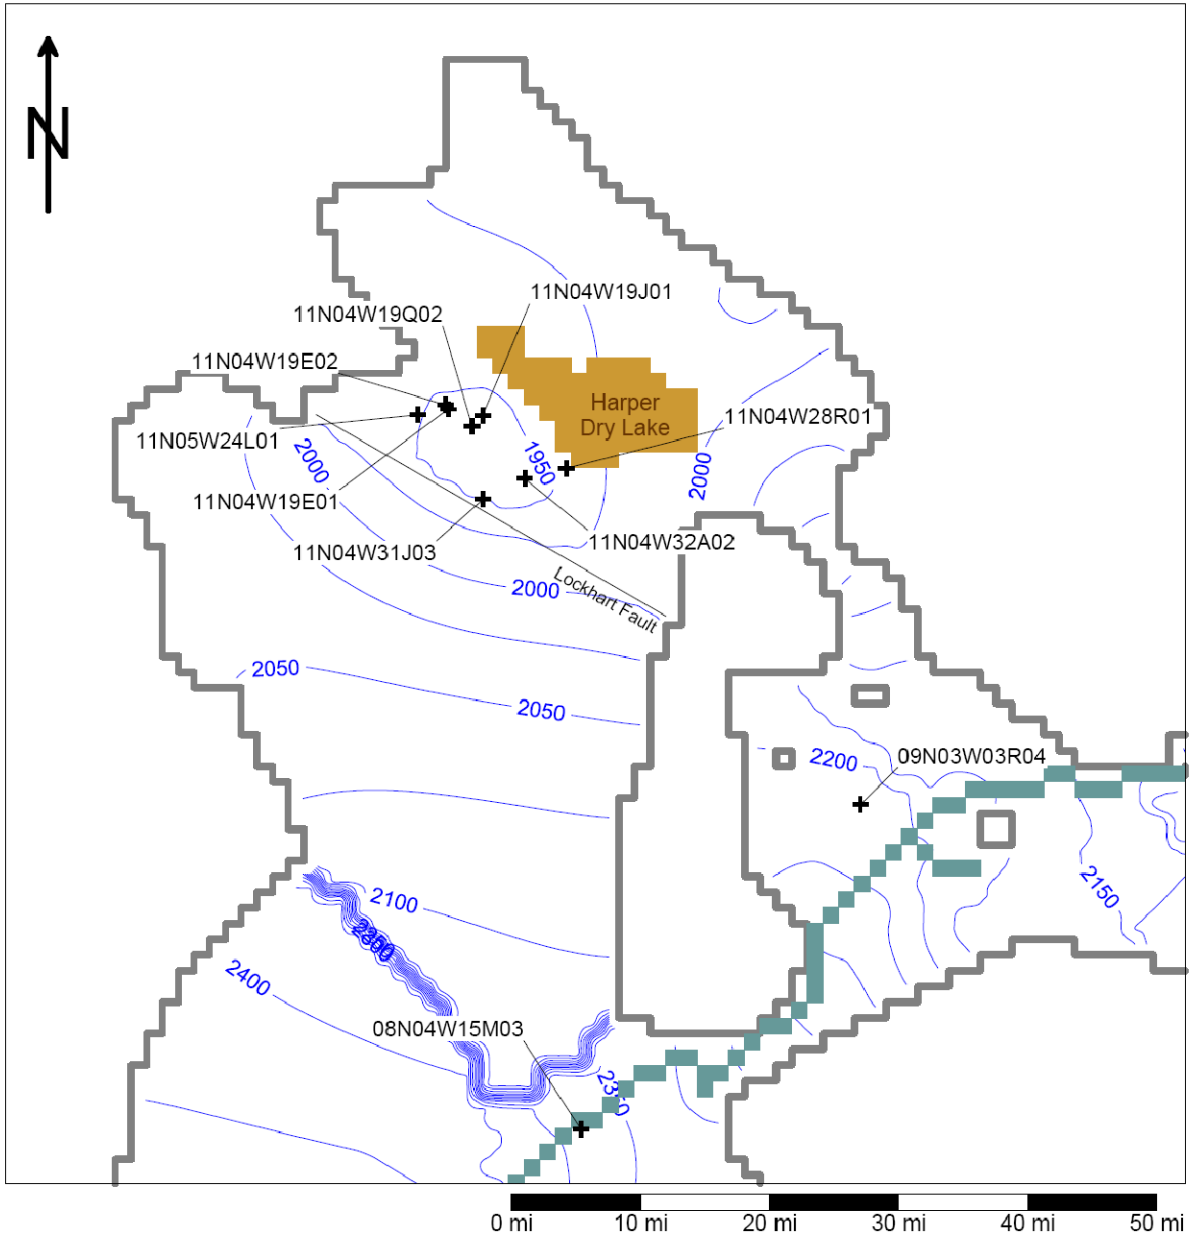 N
11N04W19J01
11N04W19Q02
11N04W19E02
Harper
Dry Lake
11N04W28R01
11N05W24L01
2000
1950
2000
11N04W19E01
11N04W31J03
11N04W32A02
2000
Lockhart Fault
2050
2050
2200
09N03W03R04
2100
2150
2400
08N04W15M03
0 mi
10 mi
20 mi
30 mi
40 mi
50 mi